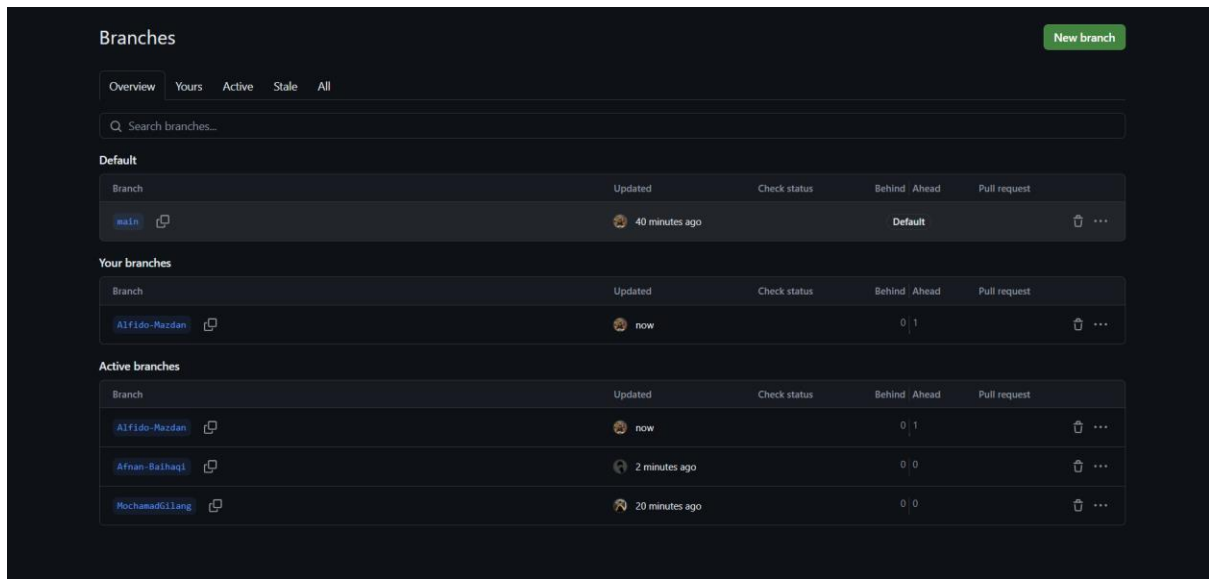 Branches
New branch
Overview Yours Active Stale All
Search branches...
Default
Branch Updated Check status Behind Ahead Pull request
main 40 minutes ago Default
Your branches
Branch Updated Check status Behind Ahead Pull request
Alfido-Mazdan now 0 1
Active branches
Branch Updated Check status Behind Ahead Pull request
Alfido-Mazdan now 0 1
Afnan-Baihaqi 2 minutes ago 0 0
MochamadGilang 20 minutes ago 0 0